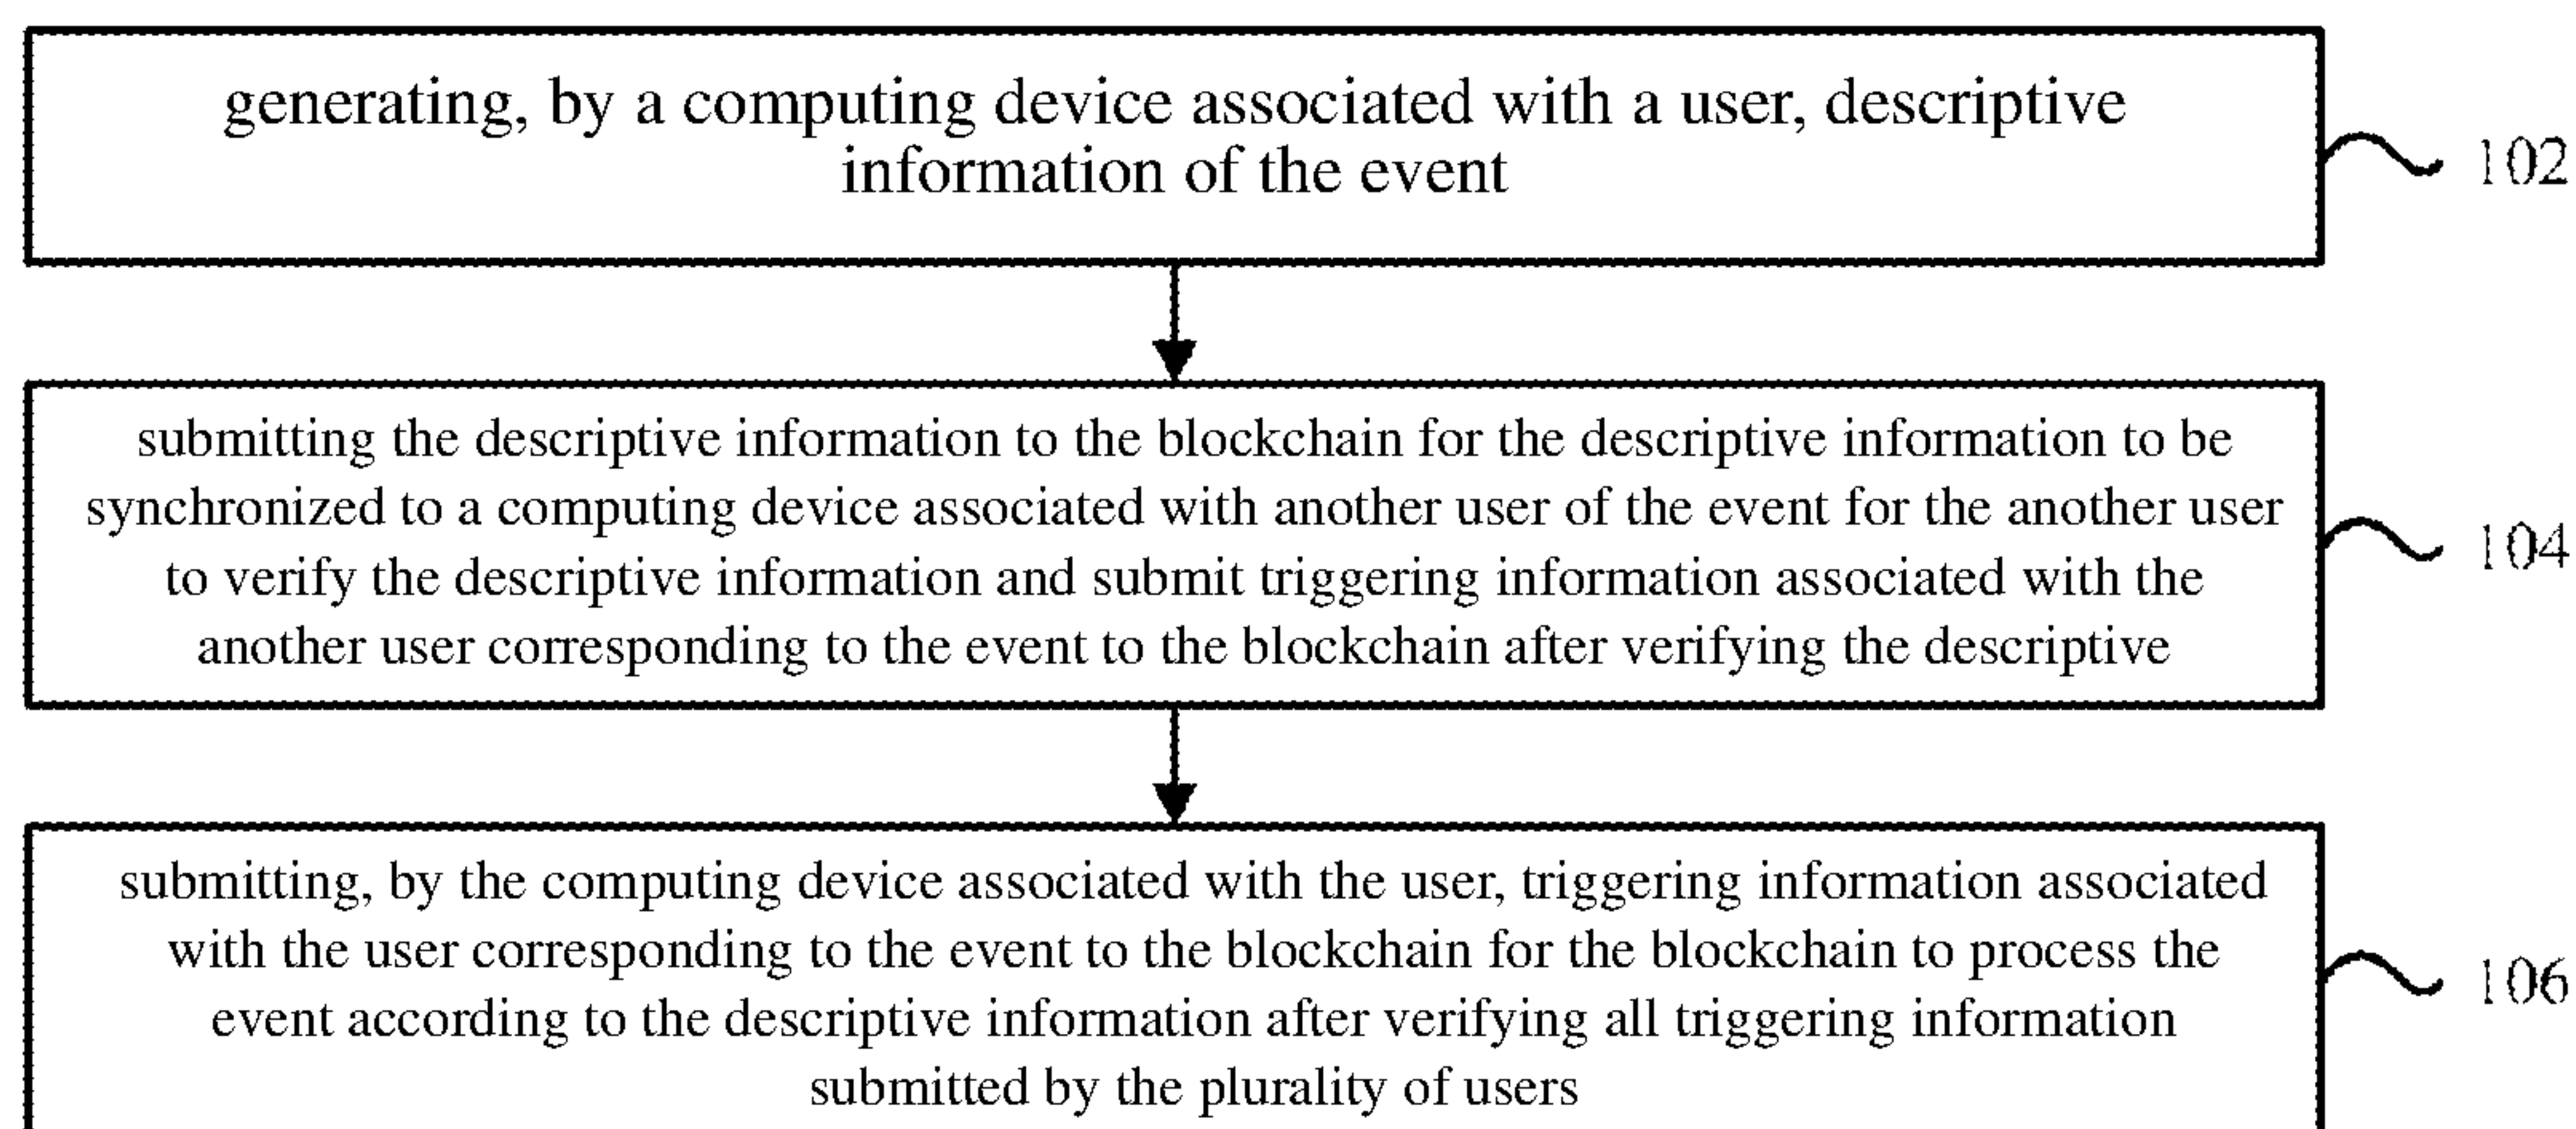 generating, by a computing device associated with a user, descriptive
information of the event
102
submitting the descriptive information to the blockchain for the descriptive information to be
synchronized to a computing device associated with another user of the event for the another user
to verify the descriptive information and submit triggering information associated with the
another user corresponding to the event to the blockchain after verifying the descriptive
104
submitting, by the computing device associated with the user, triggering information associated
with the user corresponding to the event to the blockchain for the blockchain to process the
event according to the descriptive information after verifying all triggering information
submitted by the plurality of users
106